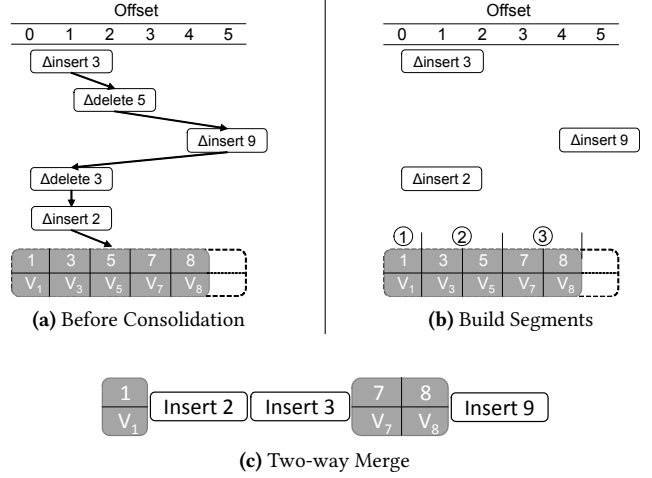 Offset
0 1 2 3 4 5
Δinsert 3
Δdelete 5
Δinsert 9
Δdelete 3
Δinsert 2
1 3 5 7 8
V₁ V₃ V₅ V₇ V₈
(a) Before Consolidation
Offset
0 1 2 3 4 5
Δinsert 3
Δinsert 9
Δinsert 2
① ② ③
1 3 5 7 8
V₁ V₃ V₅ V₇ V₈
(b) Build Segments
1 Insert 2 Insert 3 7 8 Insert 9
V₁ V₇ V₈
(c) Two-way Merge